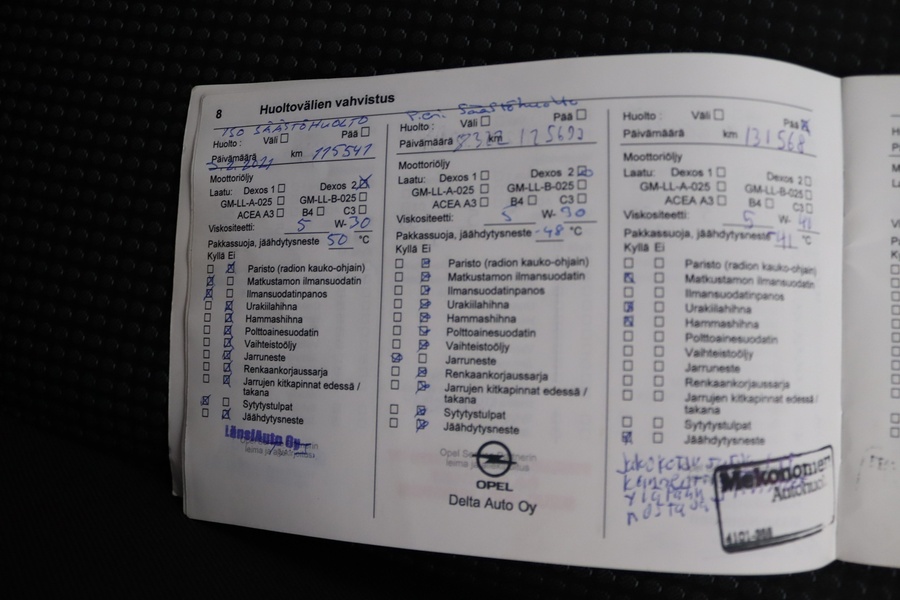 8 Huoltovälien vahvistus
ISO SÄÄSTÖHUOLTO
Huolto : Väli Pää
Päivämäärä km 115541
5.2.2021
Moottoriöljy
Laatu: Dexos 1 Dexos 2
GM-LL-A-025 GM-LL-B-025
ACEA A3 B4 C3
Viskositeetti: 5 W-30
Pakkassuoja, jäähdytysneste 50 °C
Kyllä Ei
Paristo (radion kauko-ohjain)
Matkustamon ilmansuodatin
Ilmansuodatinpanos
Urakiilahihna
Hammashihna
Polttoainesuodatin
Vaihteistoöljy
Jarruneste
Renkaankorjaussarja
Jarrujen kitkapinnat edessä /
takana
Sytytystulpat
Jäähdytysneste
LänsiAuto Oy
Pieni Säästöhuolto
Huolto : Väli Pää
Päivämäärä km
Moottoriöljy
Laatu: Dexos 1 Dexos 2
GM-LL-A-025 GM-LL-B-025
ACEA A3 B4 C3
Viskositeetti: 5 W-30
Pakkassuoja, jäähdytysneste -48 °C
Kyllä Ei
Paristo (radion kauko-ohjain)
Matkustamon ilmansuodatin
Ilmansuodatinpanos
Urakiilahihna
Hammashihna
Polttoainesuodatin
Vaihteistoöljy
Jarruneste
Renkaankorjaussarja
Jarrujen kitkapinnat edessä /
takana
Sytytystulpat
Jäähdytysneste
OPEL
Delta Auto Oy
Huolto : Väli Pää
Päivämäärä km 131568
Moottoriöljy
Laatu: Dexos 1 Dexos 2
GM-LL-A-025 GM-LL-B-025
ACEA A3 B4 C3
Viskositeetti: 5 W-
Pakkassuoja, jäähdytysneste -41 °C
Kyllä Ei
Paristo (radion kauko-ohjain)
Matkustamon ilmansuodatin
Ilmansuodatinpanos
Urakiilahihna
Hammashihna
Polttoainesuodatin
Vaihteistoöljy
Jarruneste
Renkaankorjaussarja
Jarrujen kitkapinnat edessä /
takana
Sytytystulpat
Jäähdytysneste
Mekonomen